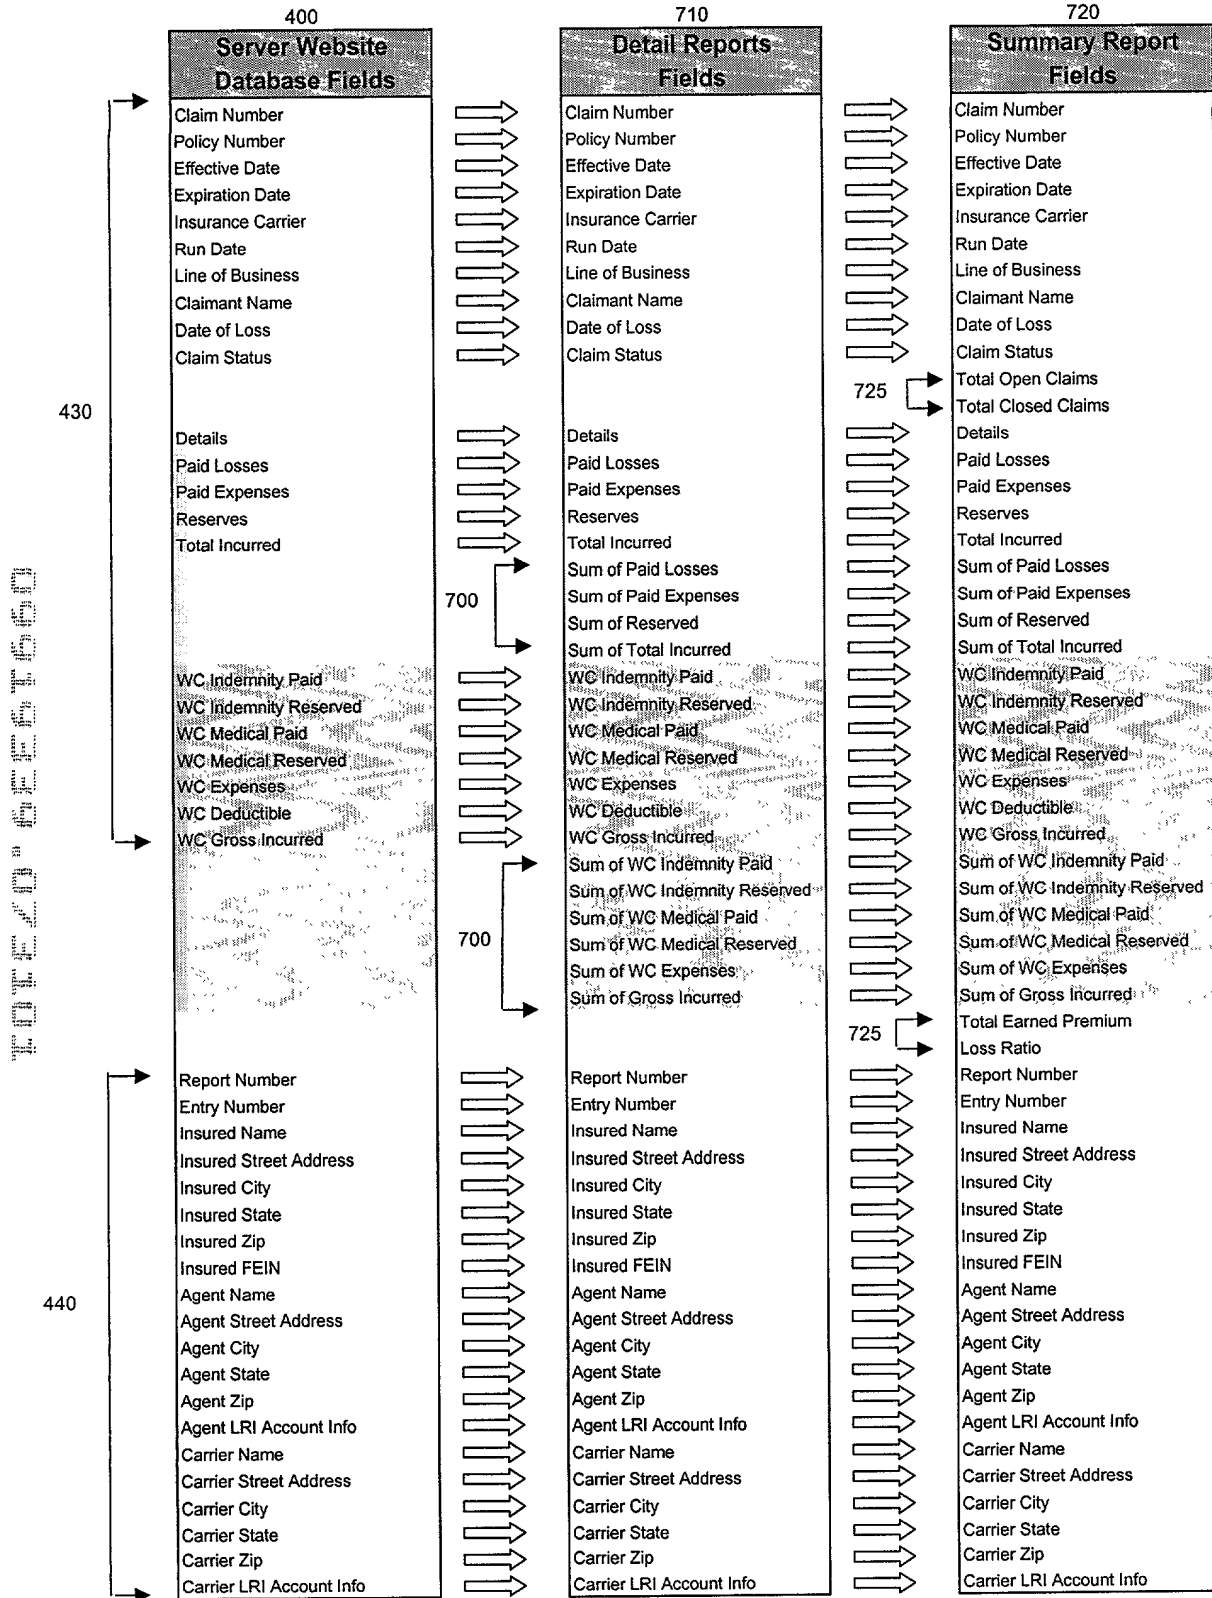 400
Server Website
Database Fields
Claim Number
Policy Number
Effective Date
Expiration Date
Insurance Carrier
Run Date
Line of Business
Claimant Name
Date of Loss
Claim Status
Details
Paid Losses
Paid Expenses
Reserves
Total Incurred
WC Indemnity Paid
WC Indemnity Reserved
WC Medical Paid
WC Medical Reserved
WC Expenses
WC Deductible
WC Gross Incurred
Report Number
Entry Number
Insured Name
Insured Street Address
Insured City
Insured State
Insured Zip
Insured FEIN
Agent Name
Agent Street Address
Agent City
Agent State
Agent Zip
Agent LRI Account Info
Carrier Name
Carrier Street Address
Carrier City
Carrier State
Carrier Zip
Carrier LRI Account Info
430
440
710
Detail Reports
Fields
Claim Number
Policy Number
Effective Date
Expiration Date
Insurance Carrier
Run Date
Line of Business
Claimant Name
Date of Loss
Claim Status
Details
Paid Losses
Paid Expenses
Reserves
Total Incurred
Sum of Paid Losses
Sum of Paid Expenses
Sum of Reserved
Sum of Total Incurred
WC Indemnity Paid
WC Indemnity Reserved
WC Medical Paid
WC Medical Reserved
WC Expenses
WC Deductible
WC Gross Incurred
Sum of WC Indemnity Paid
Sum of WC Indemnity Reserved
Sum of WC Medical Paid
Sum of WC Medical Reserved
Sum of WC Expenses
Sum of Gross Incurred
Report Number
Entry Number
Insured Name
Insured Street Address
Insured City
Insured State
Insured Zip
Insured FEIN
Agent Name
Agent Street Address
Agent City
Agent State
Agent Zip
Agent LRI Account Info
Carrier Name
Carrier Street Address
Carrier City
Carrier State
Carrier Zip
Carrier LRI Account Info
700
700
720
Summary Report
Fields
Claim Number
Policy Number
Effective Date
Expiration Date
Insurance Carrier
Run Date
Line of Business
Claimant Name
Date of Loss
Claim Status
Total Open Claims
Total Closed Claims
Details
Paid Losses
Paid Expenses
Reserves
Total Incurred
Sum of Paid Losses
Sum of Paid Expenses
Sum of Reserved
Sum of Total Incurred
WC Indemnity Paid
WC Indemnity Reserved
WC Medical Paid
WC Medical Reserved
WC Expenses
WC Deductible
WC Gross Incurred
Sum of WC Indemnity Paid
Sum of WC Indemnity Reserved
Sum of WC Medical Paid
Sum of WC Medical Reserved
Sum of WC Expenses
Sum of Gross Incurred
Total Earned Premium
Loss Ratio
Report Number
Entry Number
Insured Name
Insured Street Address
Insured City
Insured State
Insured Zip
Insured FEIN
Agent Name
Agent Street Address
Agent City
Agent State
Agent Zip
Agent LRI Account Info
Carrier Name
Carrier Street Address
Carrier City
Carrier State
Carrier Zip
Carrier LRI Account Info
725
725